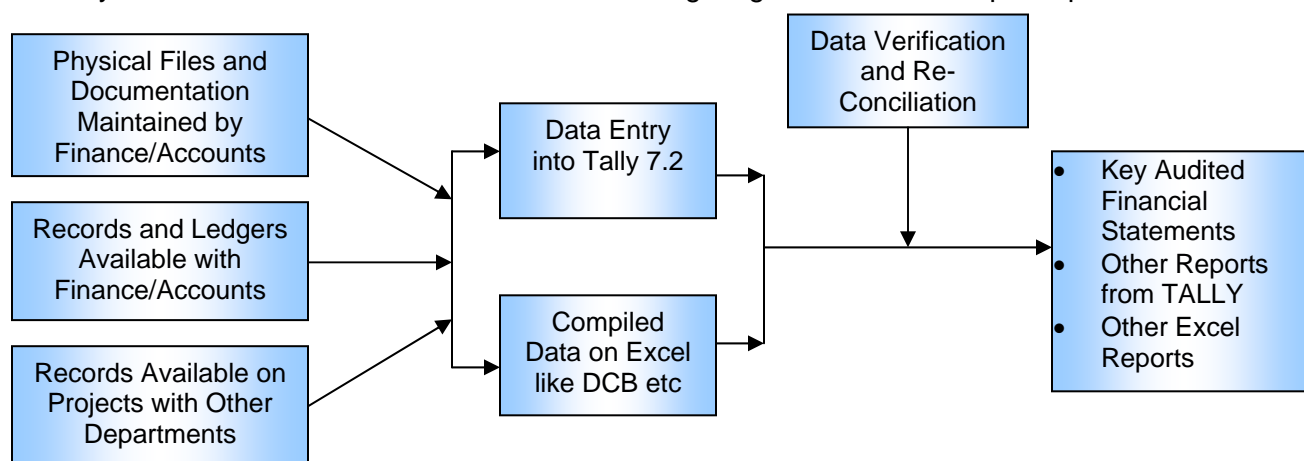 Physical Files and
Documentation
Maintained by
Finance/Accounts
Records and Ledgers
Available with
Finance/Accounts
Records Available on
Projects with Other
Departments
Data Entry
into Tally 7.2
Compiled
Data on Excel
like DCB etc
Data Verification
and Re-
Conciliation
• Key Audited
Financial
Statements
• Other Reports
from TALLY
• Other Excel
Reports